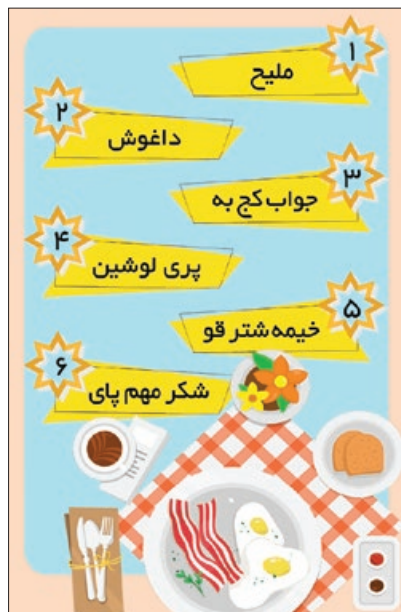 ۱
ملیح
۲
داغوش
۳
جواب کج به
۴
پری لوشین
۵
خیمه شتر قو
۶
شکر مهم پای